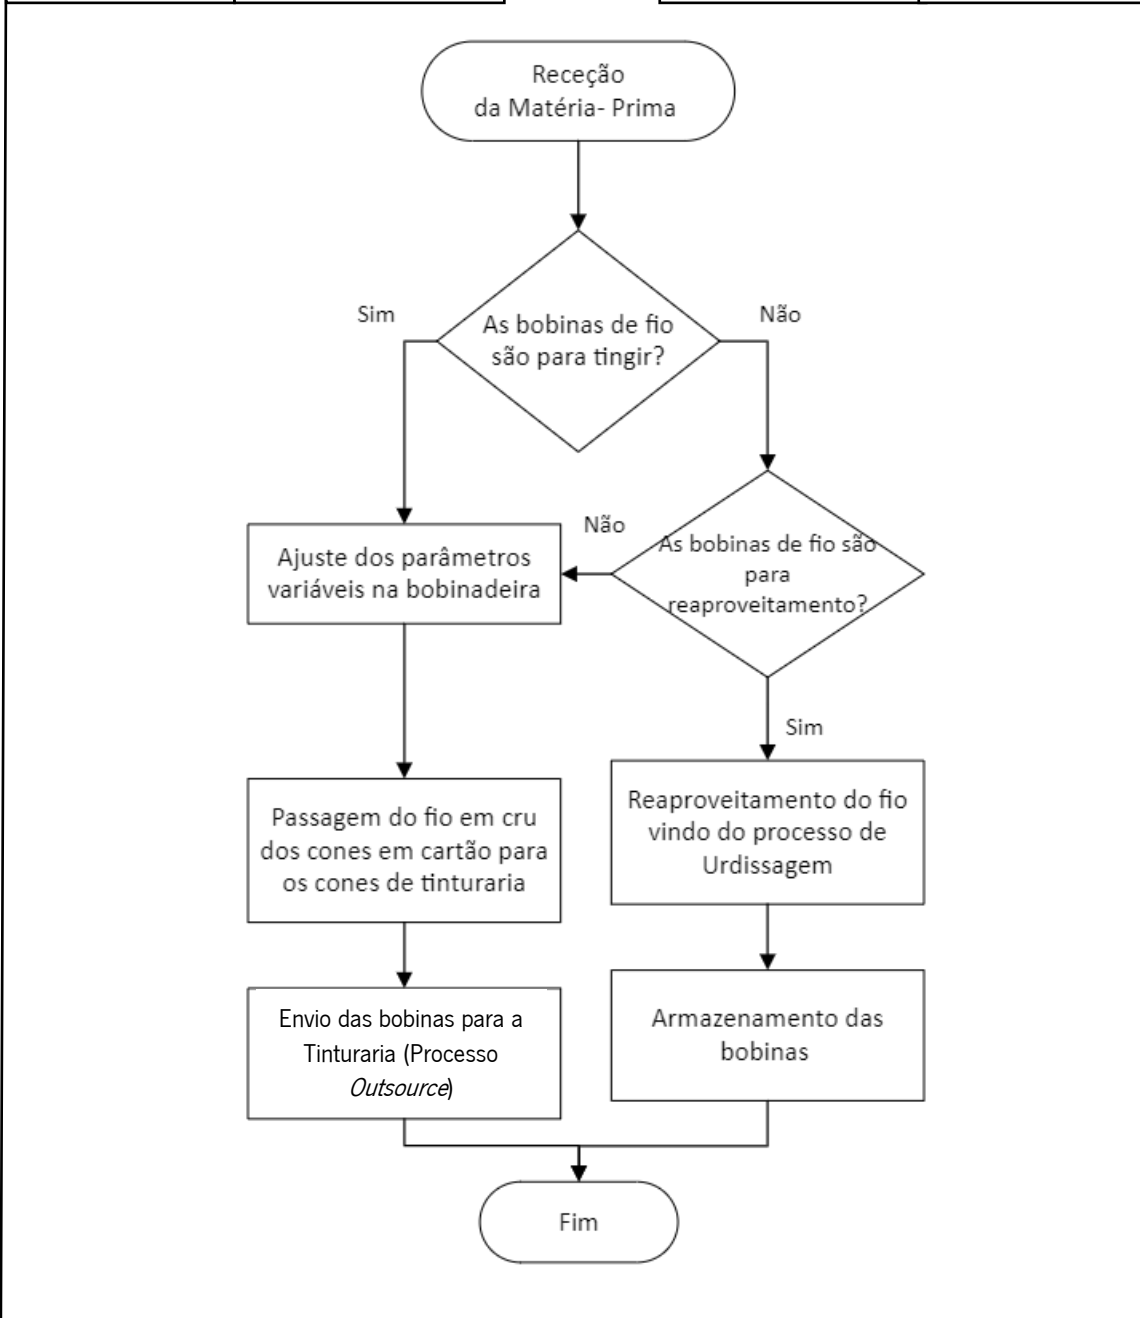 Receção
da Matéria- Prima
Sim
Não
As bobinas de fio
são para tingir?
Não
As bobinas de fio são
para
reaproveitamento?
Ajuste dos parâmetros
variáveis na bobinadeira
Sim
Passagem do fio em cru
dos cones em cartão para
os cones de tinturaria
Reaproveitamento do fio
vindo do processo de
Urdissagem
Envio das bobinas para a
Tinturaria (Processo
Outsource)
Armazenamento das
bobinas
Fim